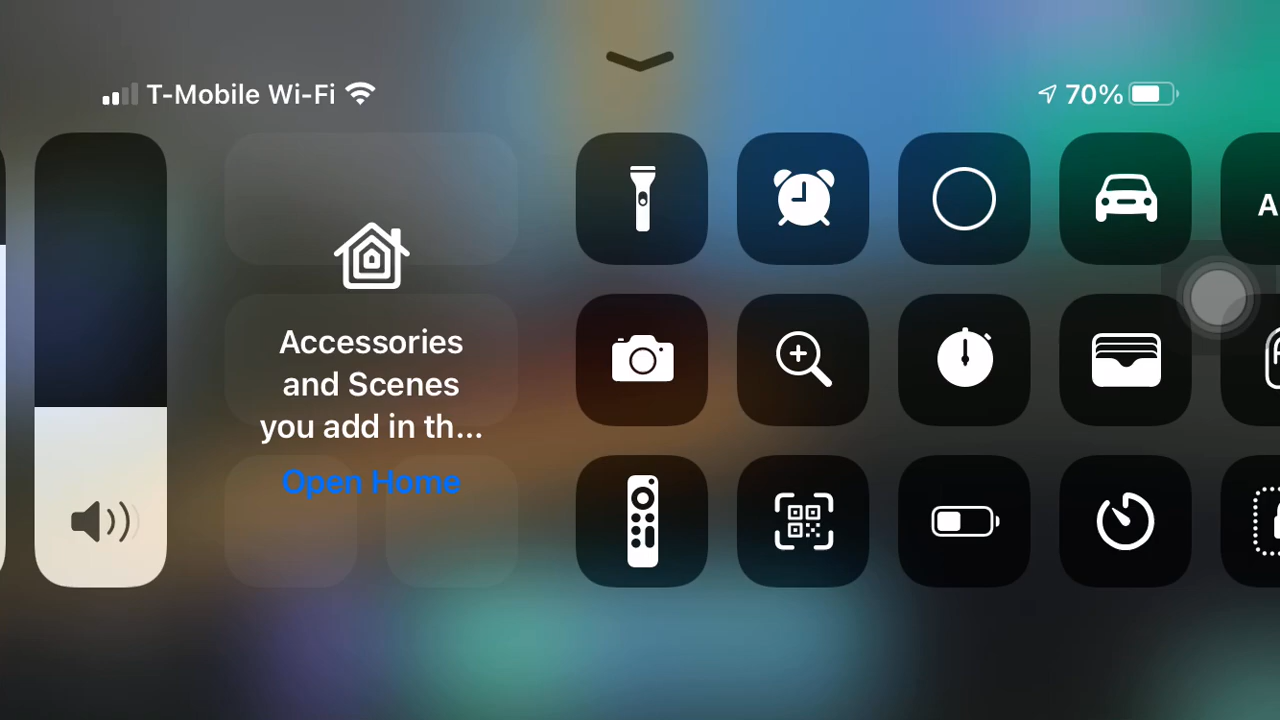 T-Mobile Wi-Fi
70%
Accessories
and Scenes
you add in th...
Open Home
A